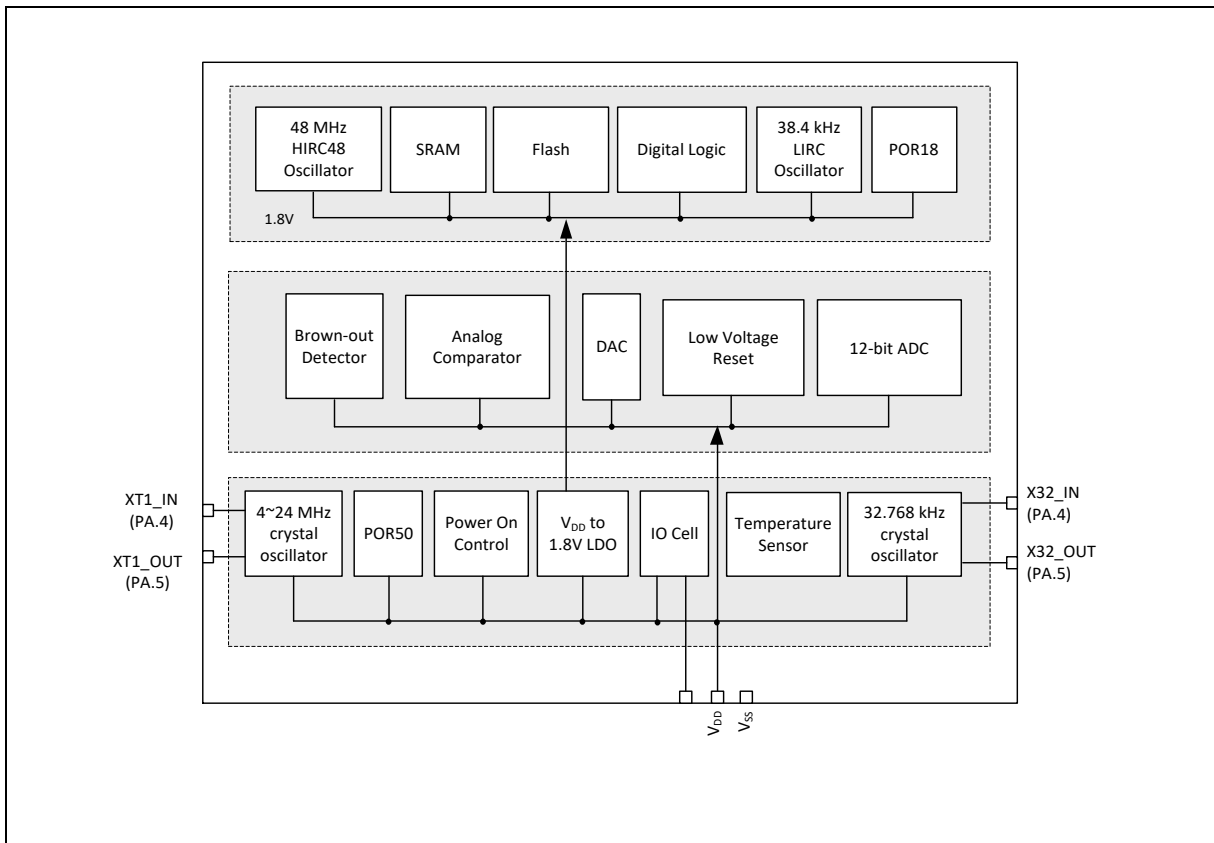 48 MHz
HIRC48
Oscillator
SRAM
Flash
Digital Logic
38.4 kHz
LIRC
Oscillator
POR18
1.8V
Brown-out
Detector
Analog
Comparator
DAC
Low Voltage
Reset
12-bit ADC
XT1_IN
(PA.4)
XT1_OUT
(PA.5)
4~24 MHz
crystal
oscillator
POR50
Power On
Control
VDD to
1.8V LDO
IO Cell
Temperature
Sensor
32.768 kHz
crystal
oscillator
X32_IN
(PA.4)
X32_OUT
(PA.5)
VDD
VSS